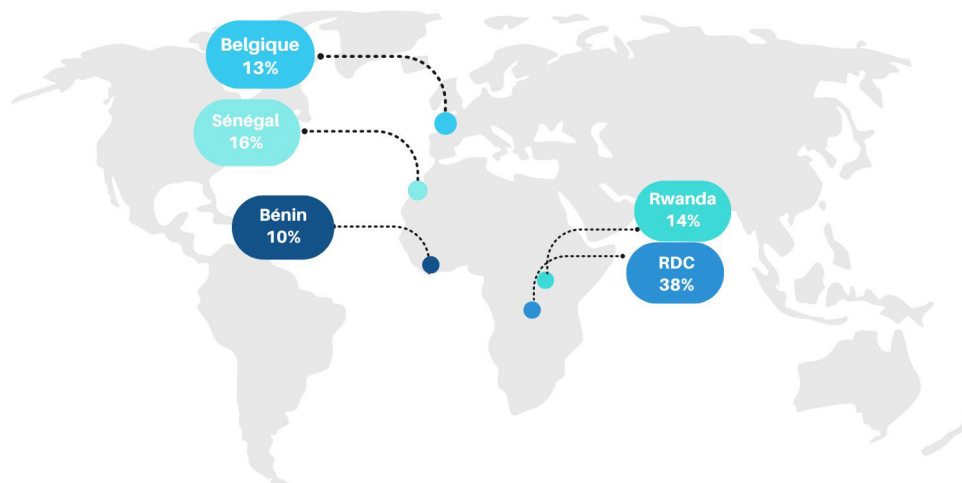 Belgique
13%
Sénégal
16%
Bénin
10%
Rwanda
14%
RDC
38%